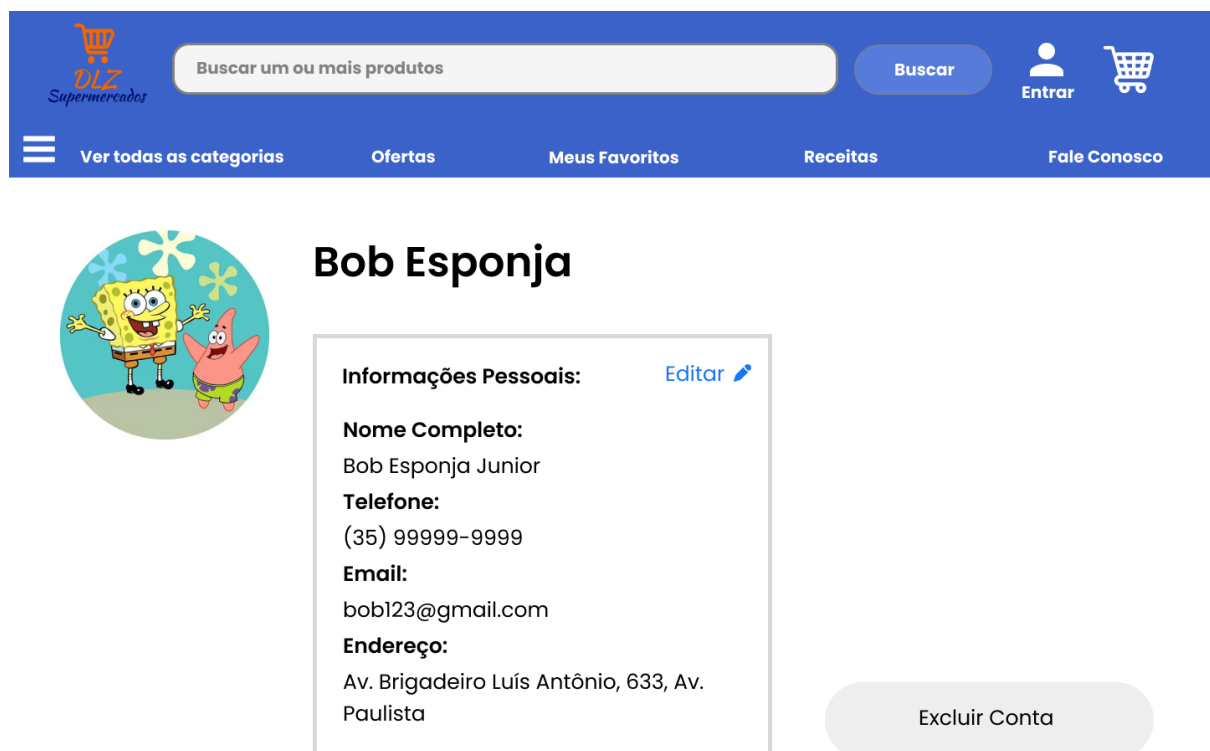 DLZ
Supermercados
Buscar um ou mais produtos
Buscar
Entrar
Ver todas as categorias
Ofertas
Meus Favoritos
Receitas
Fale Conosco
Bob Esponja
Informações Pessoais:
Editar
Nome Completo:
Bob Esponja Junior
Telefone:
(35) 99999-9999
Email:
bob123@gmail.com
Endereço:
Av. Brigadeiro Luís Antônio, 633, Av.
Paulista
Excluir Conta